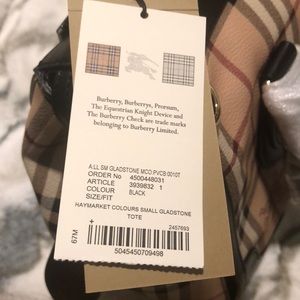 Burberry, Burberrys, Prorsum,
The Equestrian Knight Device and
The Burberry Check are trade marks
belonging to Burberry Limited.
A:LL SM GLADSTONE MCO:PVCB 0010T
ORDER No 4500448031
ARTICLE 3939832 1
COLOUR BLACK
SIZE/FIT
HAYMARKET COLOURS SMALL GLADSTONE
TOTE
2457693
67M
5045450709498